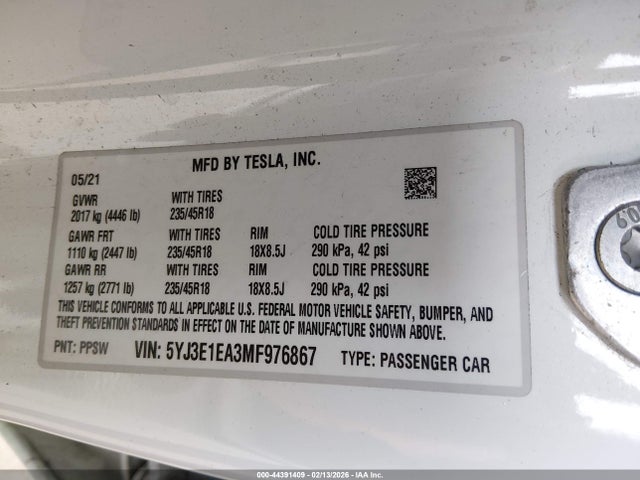 MFD BY TESLA, INC.
05/21
GVWR WITH TIRES
2017 kg (4446 lb) 235/45R18
GAWR FRT WITH TIRES RIM COLD TIRE PRESSURE
1110 kg (2447 lb) 235/45R18 18X8.5J 290 kPa, 42 psi
GAWR RR WITH TIRES RIM COLD TIRE PRESSURE
1257 kg (2771 lb) 235/45R18 18X8.5J 290 kPa, 42 psi
THIS VEHICLE CONFORMS TO ALL APPLICABLE U.S. FEDERAL MOTOR VEHICLE SAFETY, BUMPER, AND
THEFT PREVENTION STANDARDS IN EFFECT ON THE DATE OF MANUFACTURE SHOWN ABOVE.
PNT: PPSW VIN: 5YJ3E1EA3MF976867 TYPE: PASSENGER CAR
000-44391409 - 02/13/2026 - IAA Inc.